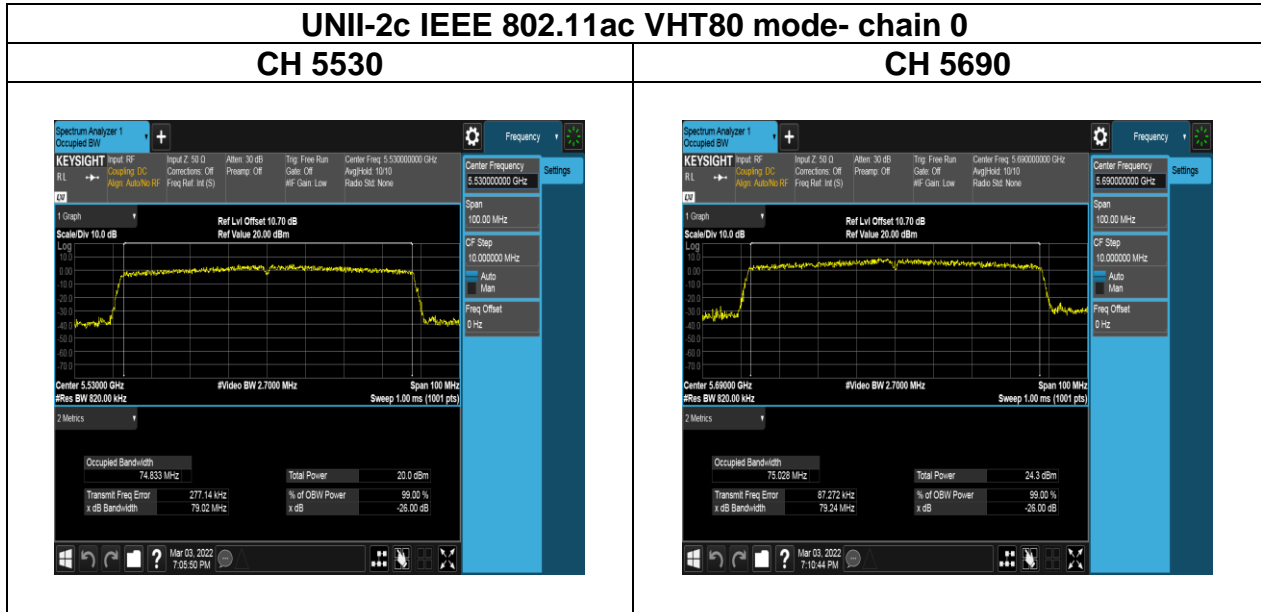 UNII-2c IEEE 802.11ac VHT80 mode- chain 0
CH 5530
CH 5690
Spectrum Analyzer 1
Occupied BW
+
Frequency
KEYSIGHT
Input: RF
Input Z: 50 Ω
Atten: 30 dB
Trig: Free Run
Center Freq: 5.530000000 GHz
RL
Coupling: DC
Corrections: Off
Preamp: Off
Gate: Off
Avg|Hold: 10/10
Align: Auto/No RF
Freq Ref: Int (S)
#IF Gain: Low
Radio Std: None
LXI
Center Frequency
5.530000000 GHz
Settings
Span
100.00 MHz
CF Step
10.000000 MHz
Auto
Man
Freq Offset
0 Hz
1 Graph
Ref Lvl Offset 10.70 dB
Scale/Div 10.0 dB
Ref Value 20.00 dBm
Log
10.0
0.00
-10.0
-20.0
-30.0
-40.0
-50.0
-60.0
-70.0
Center 5.53000 GHz
#Video BW 2.7000 MHz
Span 100 MHz
#Res BW 820.00 kHz
Sweep 1.00 ms (1001 pts)
2 Metrics
Occupied Bandwidth
74.833 MHz
Total Power 20.0 dBm
Transmit Freq Error 277.14 kHz
% of OBW Power 99.00 %
x dB Bandwidth 79.02 MHz
x dB -26.00 dB
?
Mar 03, 2022
7:05:50 PM
Spectrum Analyzer 1
Occupied BW
+
Frequency
KEYSIGHT
Input: RF
Input Z: 50 Ω
Atten: 30 dB
Trig: Free Run
Center Freq: 5.690000000 GHz
RL
Coupling: DC
Corrections: Off
Preamp: Off
Gate: Off
Avg|Hold: 10/10
Align: Auto/No RF
Freq Ref: Int (S)
#IF Gain: Low
Radio Std: None
LXI
Center Frequency
5.690000000 GHz
Settings
Span
100.00 MHz
CF Step
10.000000 MHz
Auto
Man
Freq Offset
0 Hz
1 Graph
Ref Lvl Offset 10.70 dB
Scale/Div 10.0 dB
Ref Value 20.00 dBm
Log
10.0
0.00
-10.0
-20.0
-30.0
-40.0
-50.0
-60.0
-70.0
Center 5.69000 GHz
#Video BW 2.7000 MHz
Span 100 MHz
#Res BW 820.00 kHz
Sweep 1.00 ms (1001 pts)
2 Metrics
Occupied Bandwidth
75.028 MHz
Total Power 24.3 dBm
Transmit Freq Error 87.272 kHz
% of OBW Power 99.00 %
x dB Bandwidth 79.24 MHz
x dB -26.00 dB
?
Mar 03, 2022
7:10:44 PM